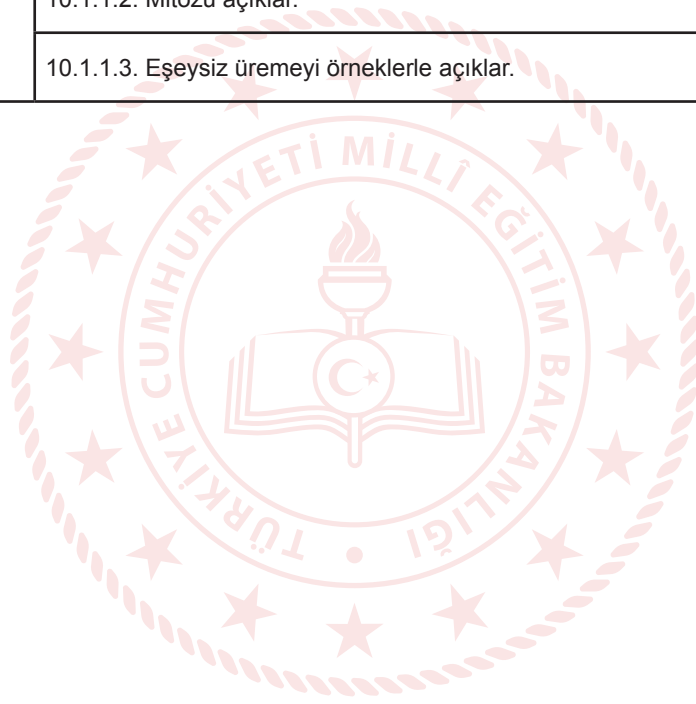 10.1.1.2. Mitozu açıklar.
10.1.1.3. Eşeysiz üremeyi örneklerle açıklar.
TÜRKİYE CUMHURİYETİ MİLLÎ EĞİTİM BAKANLIĞI